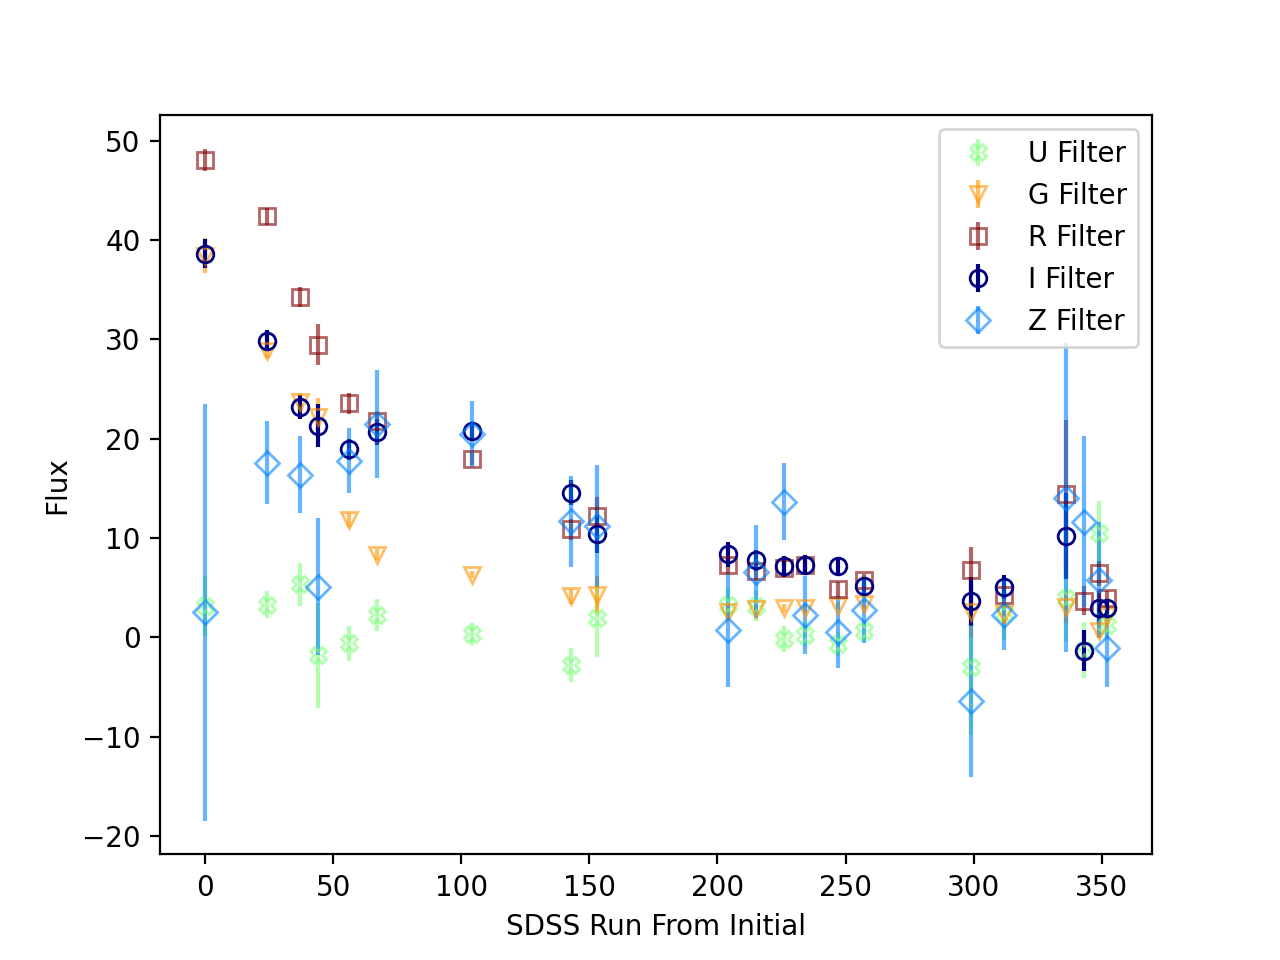 50
40
30
20
10
0
−10
−20
Flux
0 50 100 150 200 250 300 350
SDSS Run From Initial
U Filter
G Filter
R Filter
I Filter
Z Filter